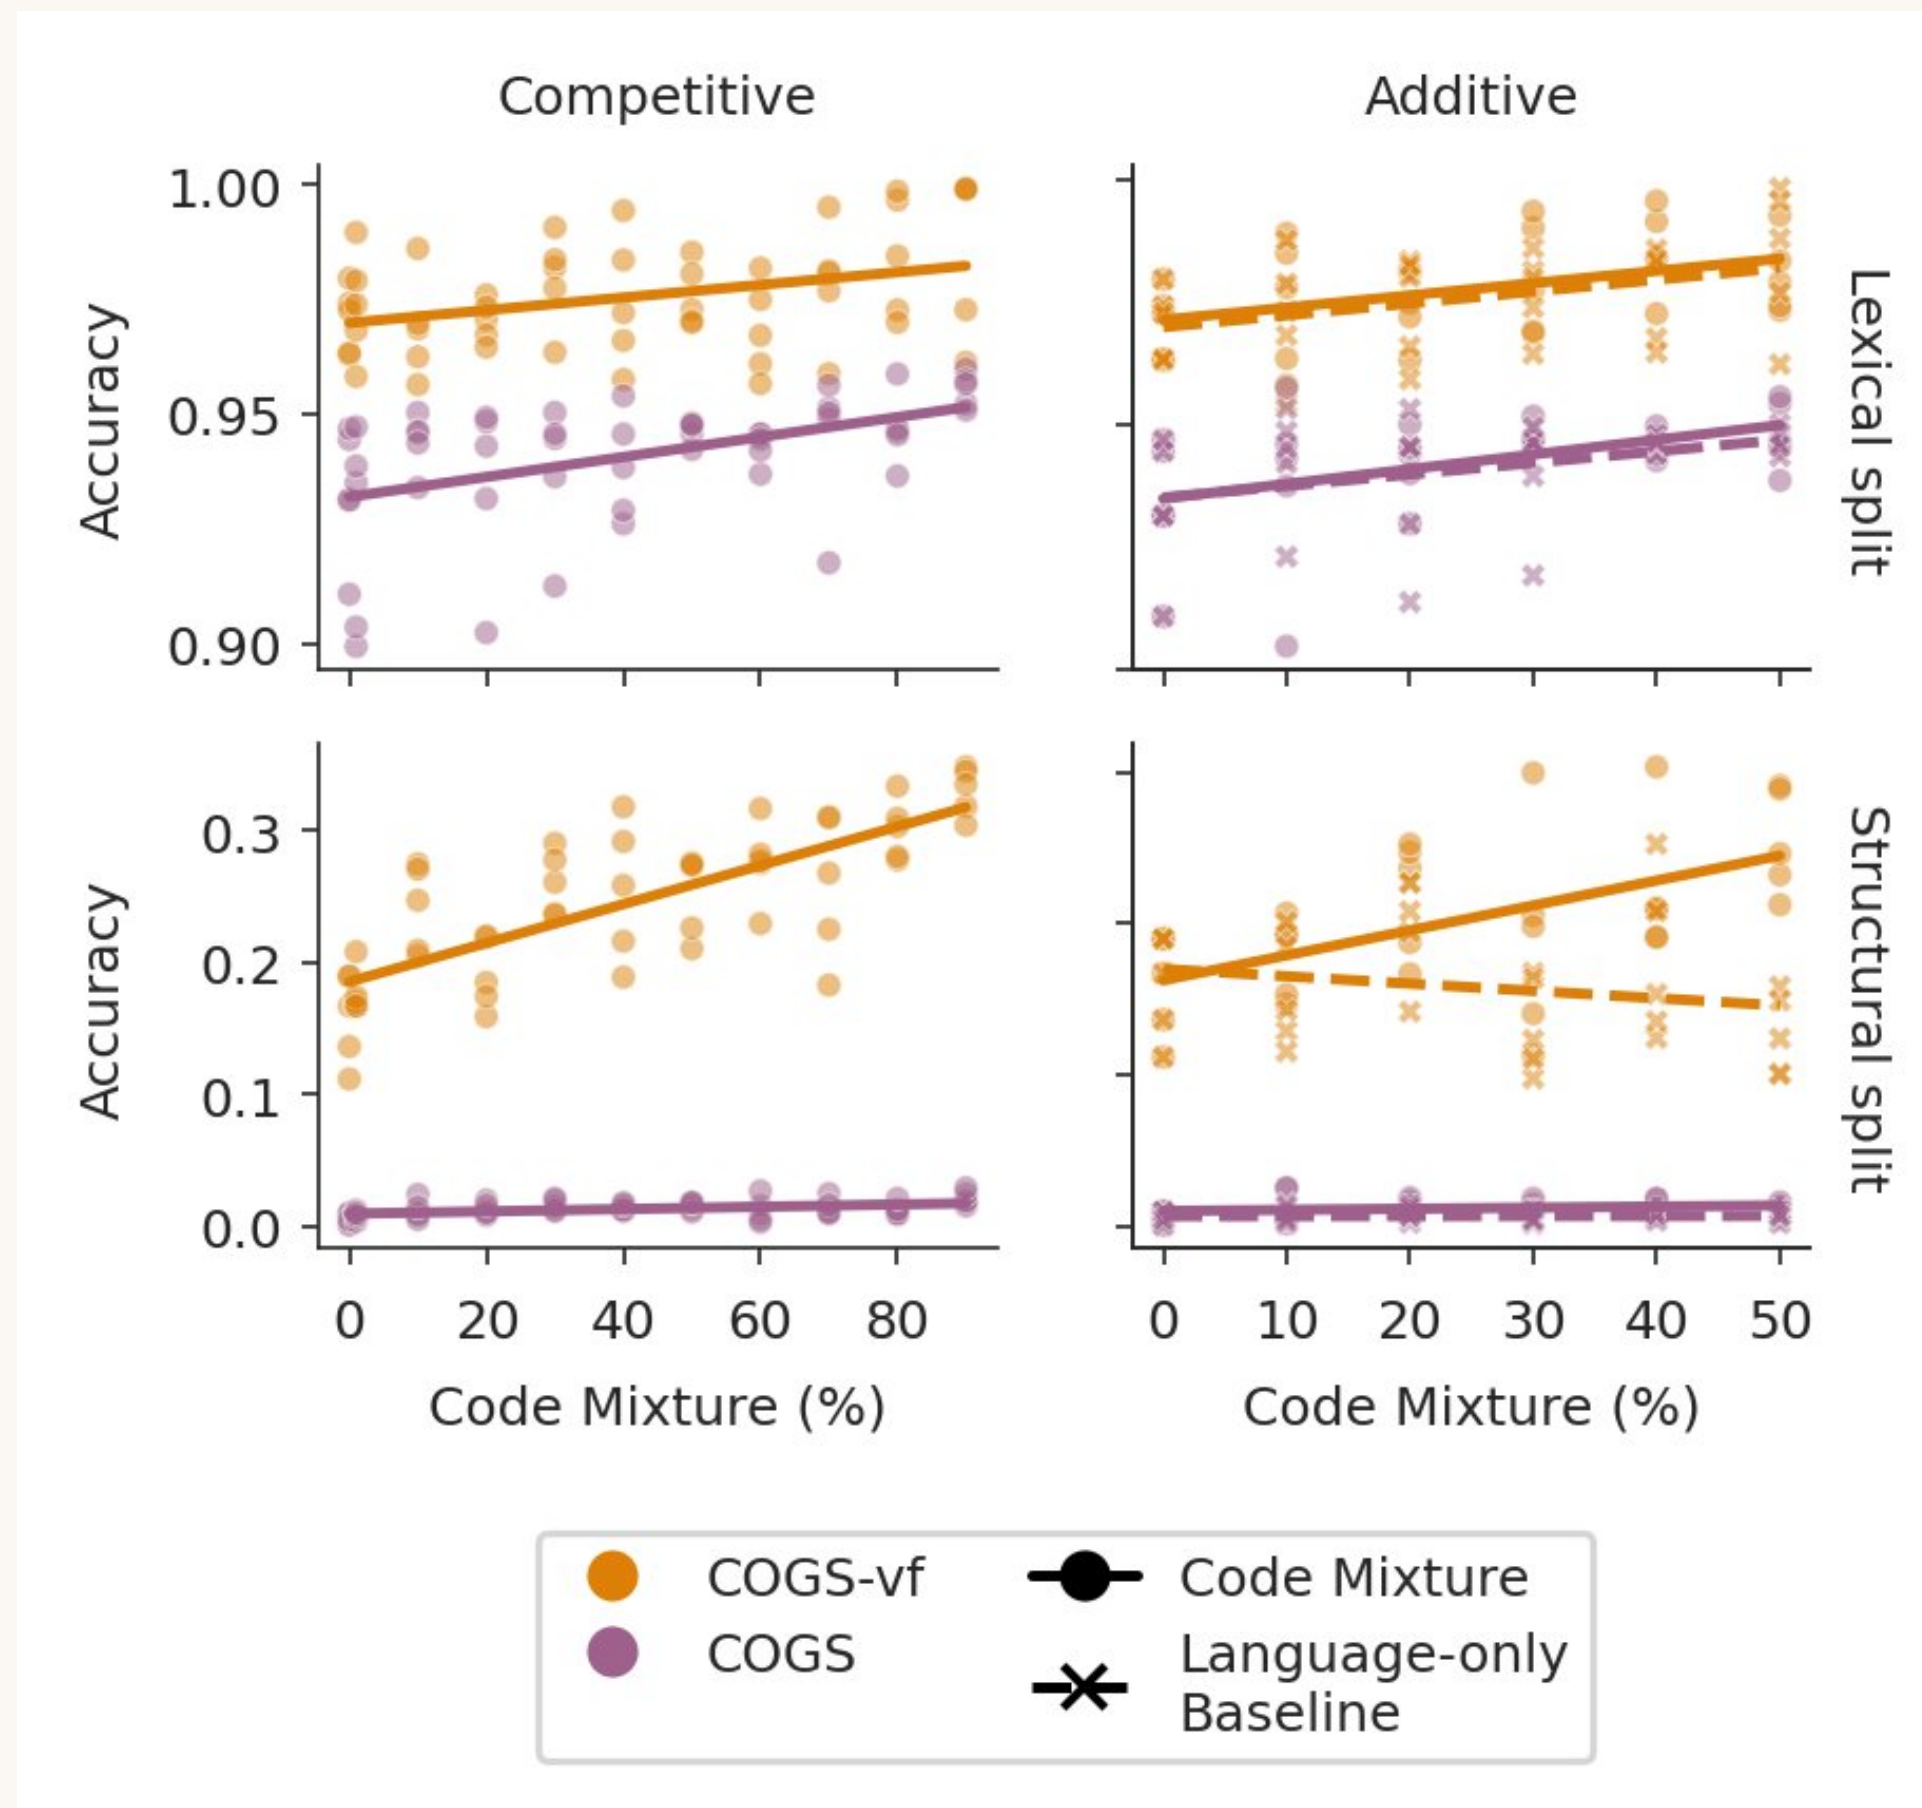 Competitive
Additive
1.00
0.95
0.90
Accuracy
Lexical split
0.3
0.2
0.1
0.0
Accuracy
Structural split
0 20 40 60 80
0 10 20 30 40 50
Code Mixture (%)
Code Mixture (%)
COGS-vf
COGS
Code Mixture
Language-only
Baseline